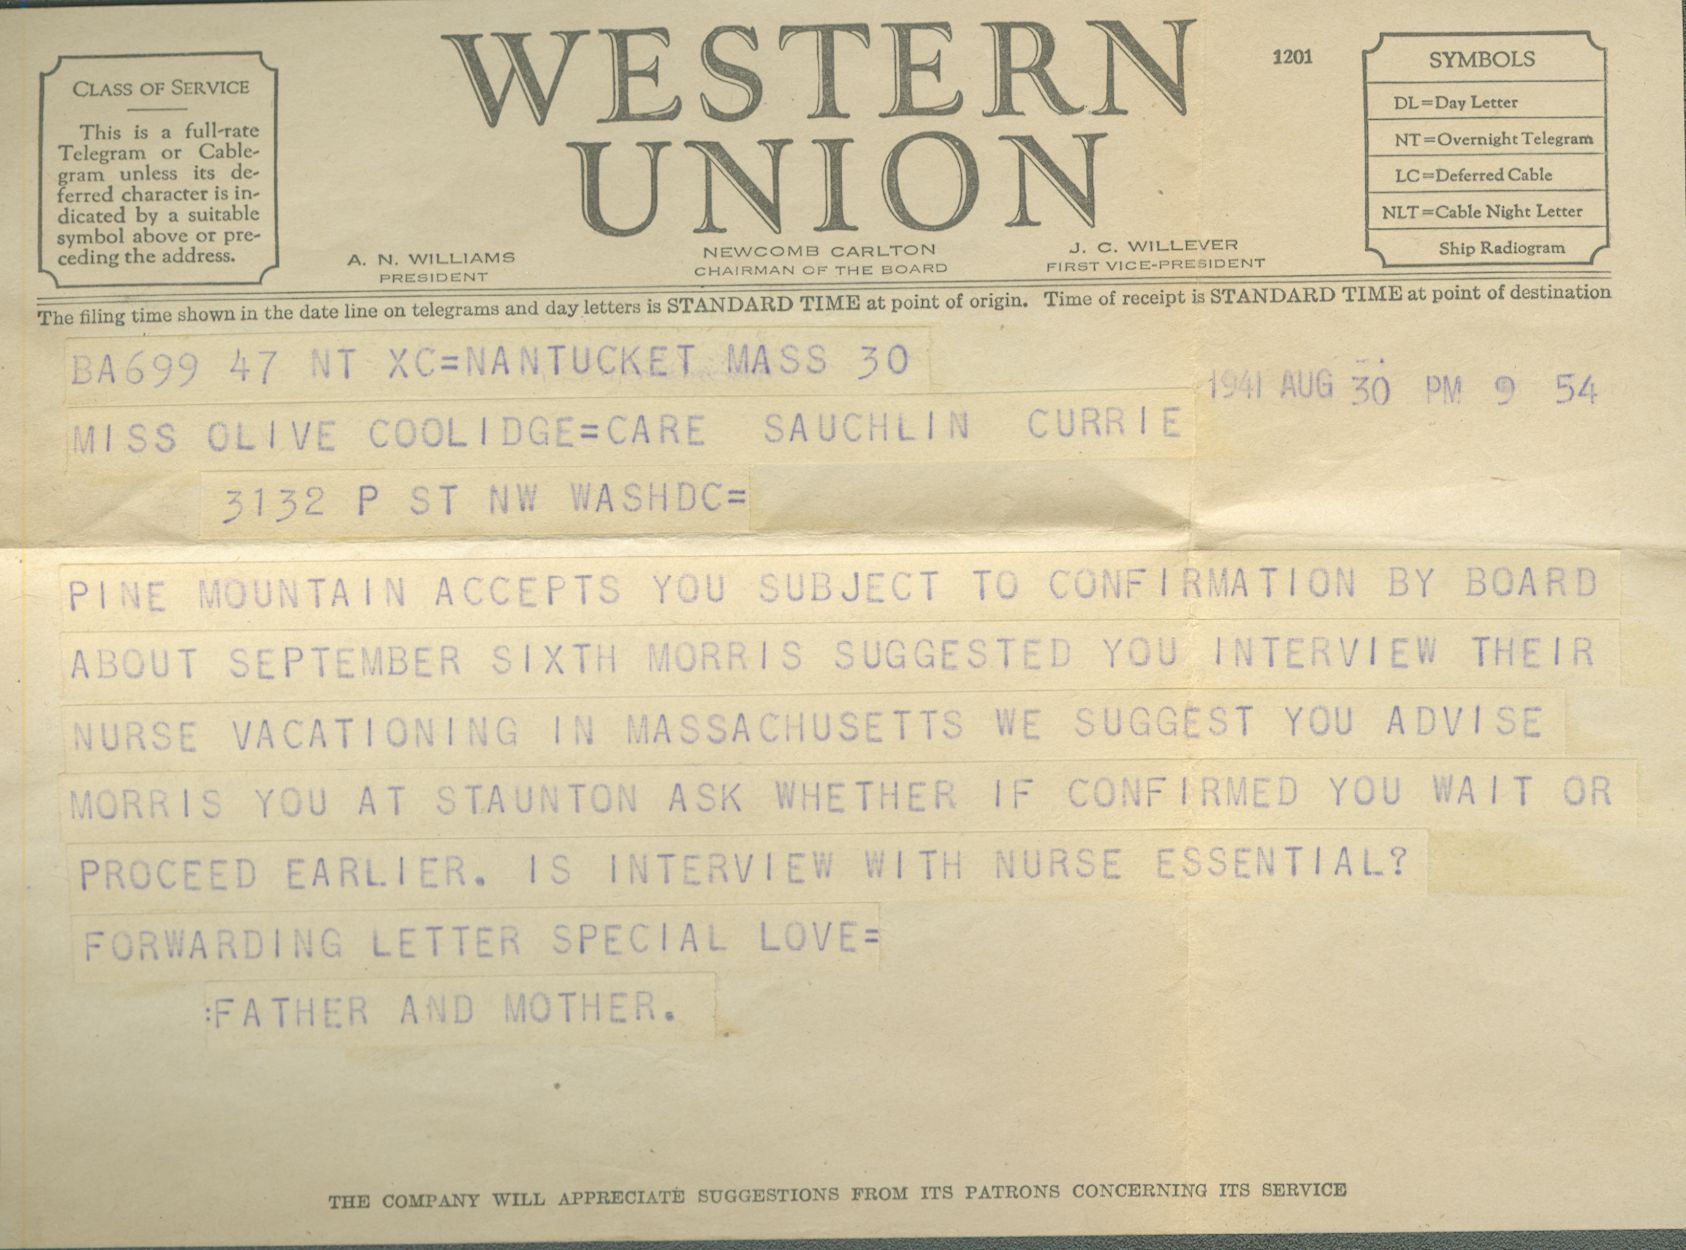 CLASS OF SERVICE
This is a full-rate
Telegram or Cable-
gram unless its de-
ferred character is in-
dicated by a suitable
symbol above or pre-
ceding the address.
WESTERN
UNION
1201
SYMBOLS
DL=Day Letter
NT=Overnight Telegram
LC=Deferred Cable
NLT=Cable Night Letter
Ship Radiogram
A. N. WILLIAMS
PRESIDENT
NEWCOMB CARLTON
CHAIRMAN OF THE BOARD
J. C. WILLEVER
FIRST VICE-PRESIDENT
The filing time shown in the date line on telegrams and day letters is STANDARD TIME at point of origin. Time of receipt is STANDARD TIME at point of destination
BA699 47 NT XC=NANTUCKET MASS 30
1941 AUG 30 PM 9 54
MISS OLIVE COOLIDGE=CARE SAUCHLIN CURRIE
3132 P ST NW WASHDC=
PINE MOUNTAIN ACCEPTS YOU SUBJECT TO CONFIRMATION BY BOARD
ABOUT SEPTEMBER SIXTH MORRIS SUGGESTED YOU INTERVIEW THEIR
NURSE VACATIONING IN MASSACHUSETTS WE SUGGEST YOU ADVISE
MORRIS YOU AT STAUNTON ASK WHETHER IF CONFIRMED YOU WAIT OR
PROCEED EARLIER. IS INTERVIEW WITH NURSE ESSENTIAL?
FORWARDING LETTER SPECIAL LOVE=
:FATHER AND MOTHER.
THE COMPANY WILL APPRECIATE SUGGESTIONS FROM ITS PATRONS CONCERNING ITS SERVICE